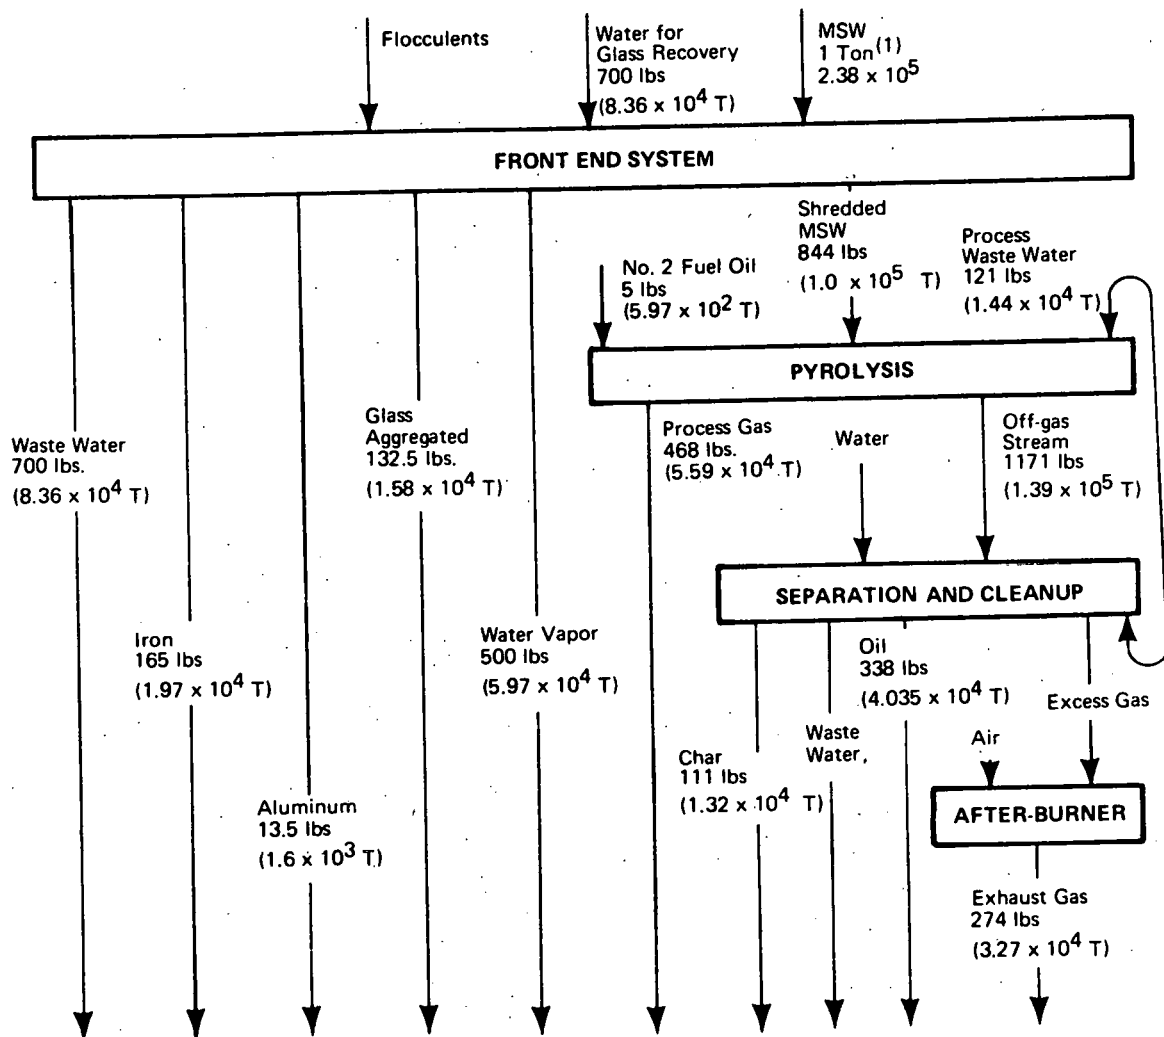 Flocculents
Water for
Glass Recovery
700 lbs
(8.36 x 10^4 T)
MSW
1 Ton(1)
2.38 x 10^5
FRONT END SYSTEM
Shredded
MSW
844 lbs
(1.0 x 10^5 T)
Process
Waste Water
121 lbs
(1.44 x 10^4 T)
No. 2 Fuel Oil
5 lbs
(5.97 x 10^2 T)
PYROLYSIS
Waste Water
700 lbs.
(8.36 x 10^4 T)
Glass
Aggregated
132.5 lbs.
(1.58 x 10^4 T)
Process Gas
468 lbs.
(5.59 x 10^4 T)
Water
Off-gas
Stream
1171 lbs
(1.39 x 10^5 T)
SEPARATION AND CLEANUP
Iron
165 lbs
(1.97 x 10^4 T)
Water Vapor
500 lbs
(5.97 x 10^4 T)
Oil
338 lbs
(4.035 x 10^4 T)
Excess Gas
Waste
Water,
Air
Char
111 lbs
(1.32 x 10^4 T)
Aluminum
13.5 lbs
(1.6 x 10^3 T)
AFTER-BURNER
Exhaust Gas
274 lbs
(3.27 x 10^4 T)